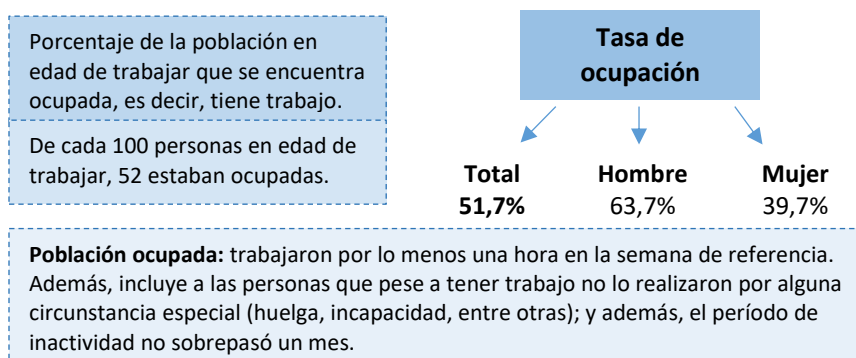 Porcentaje de la población en
edad de trabajar que se encuentra
ocupada, es decir, tiene trabajo.
De cada 100 personas en edad de
trabajar, 52 estaban ocupadas.
Tasa de
ocupación
Total Hombre Mujer
51,7% 63,7% 39,7%
Población ocupada: trabajaron por lo menos una hora en la semana de referencia.
Además, incluye a las personas que pese a tener trabajo no lo realizaron por alguna
circunstancia especial (huelga, incapacidad, entre otras); y además, el período de
inactividad no sobrepasó un mes.